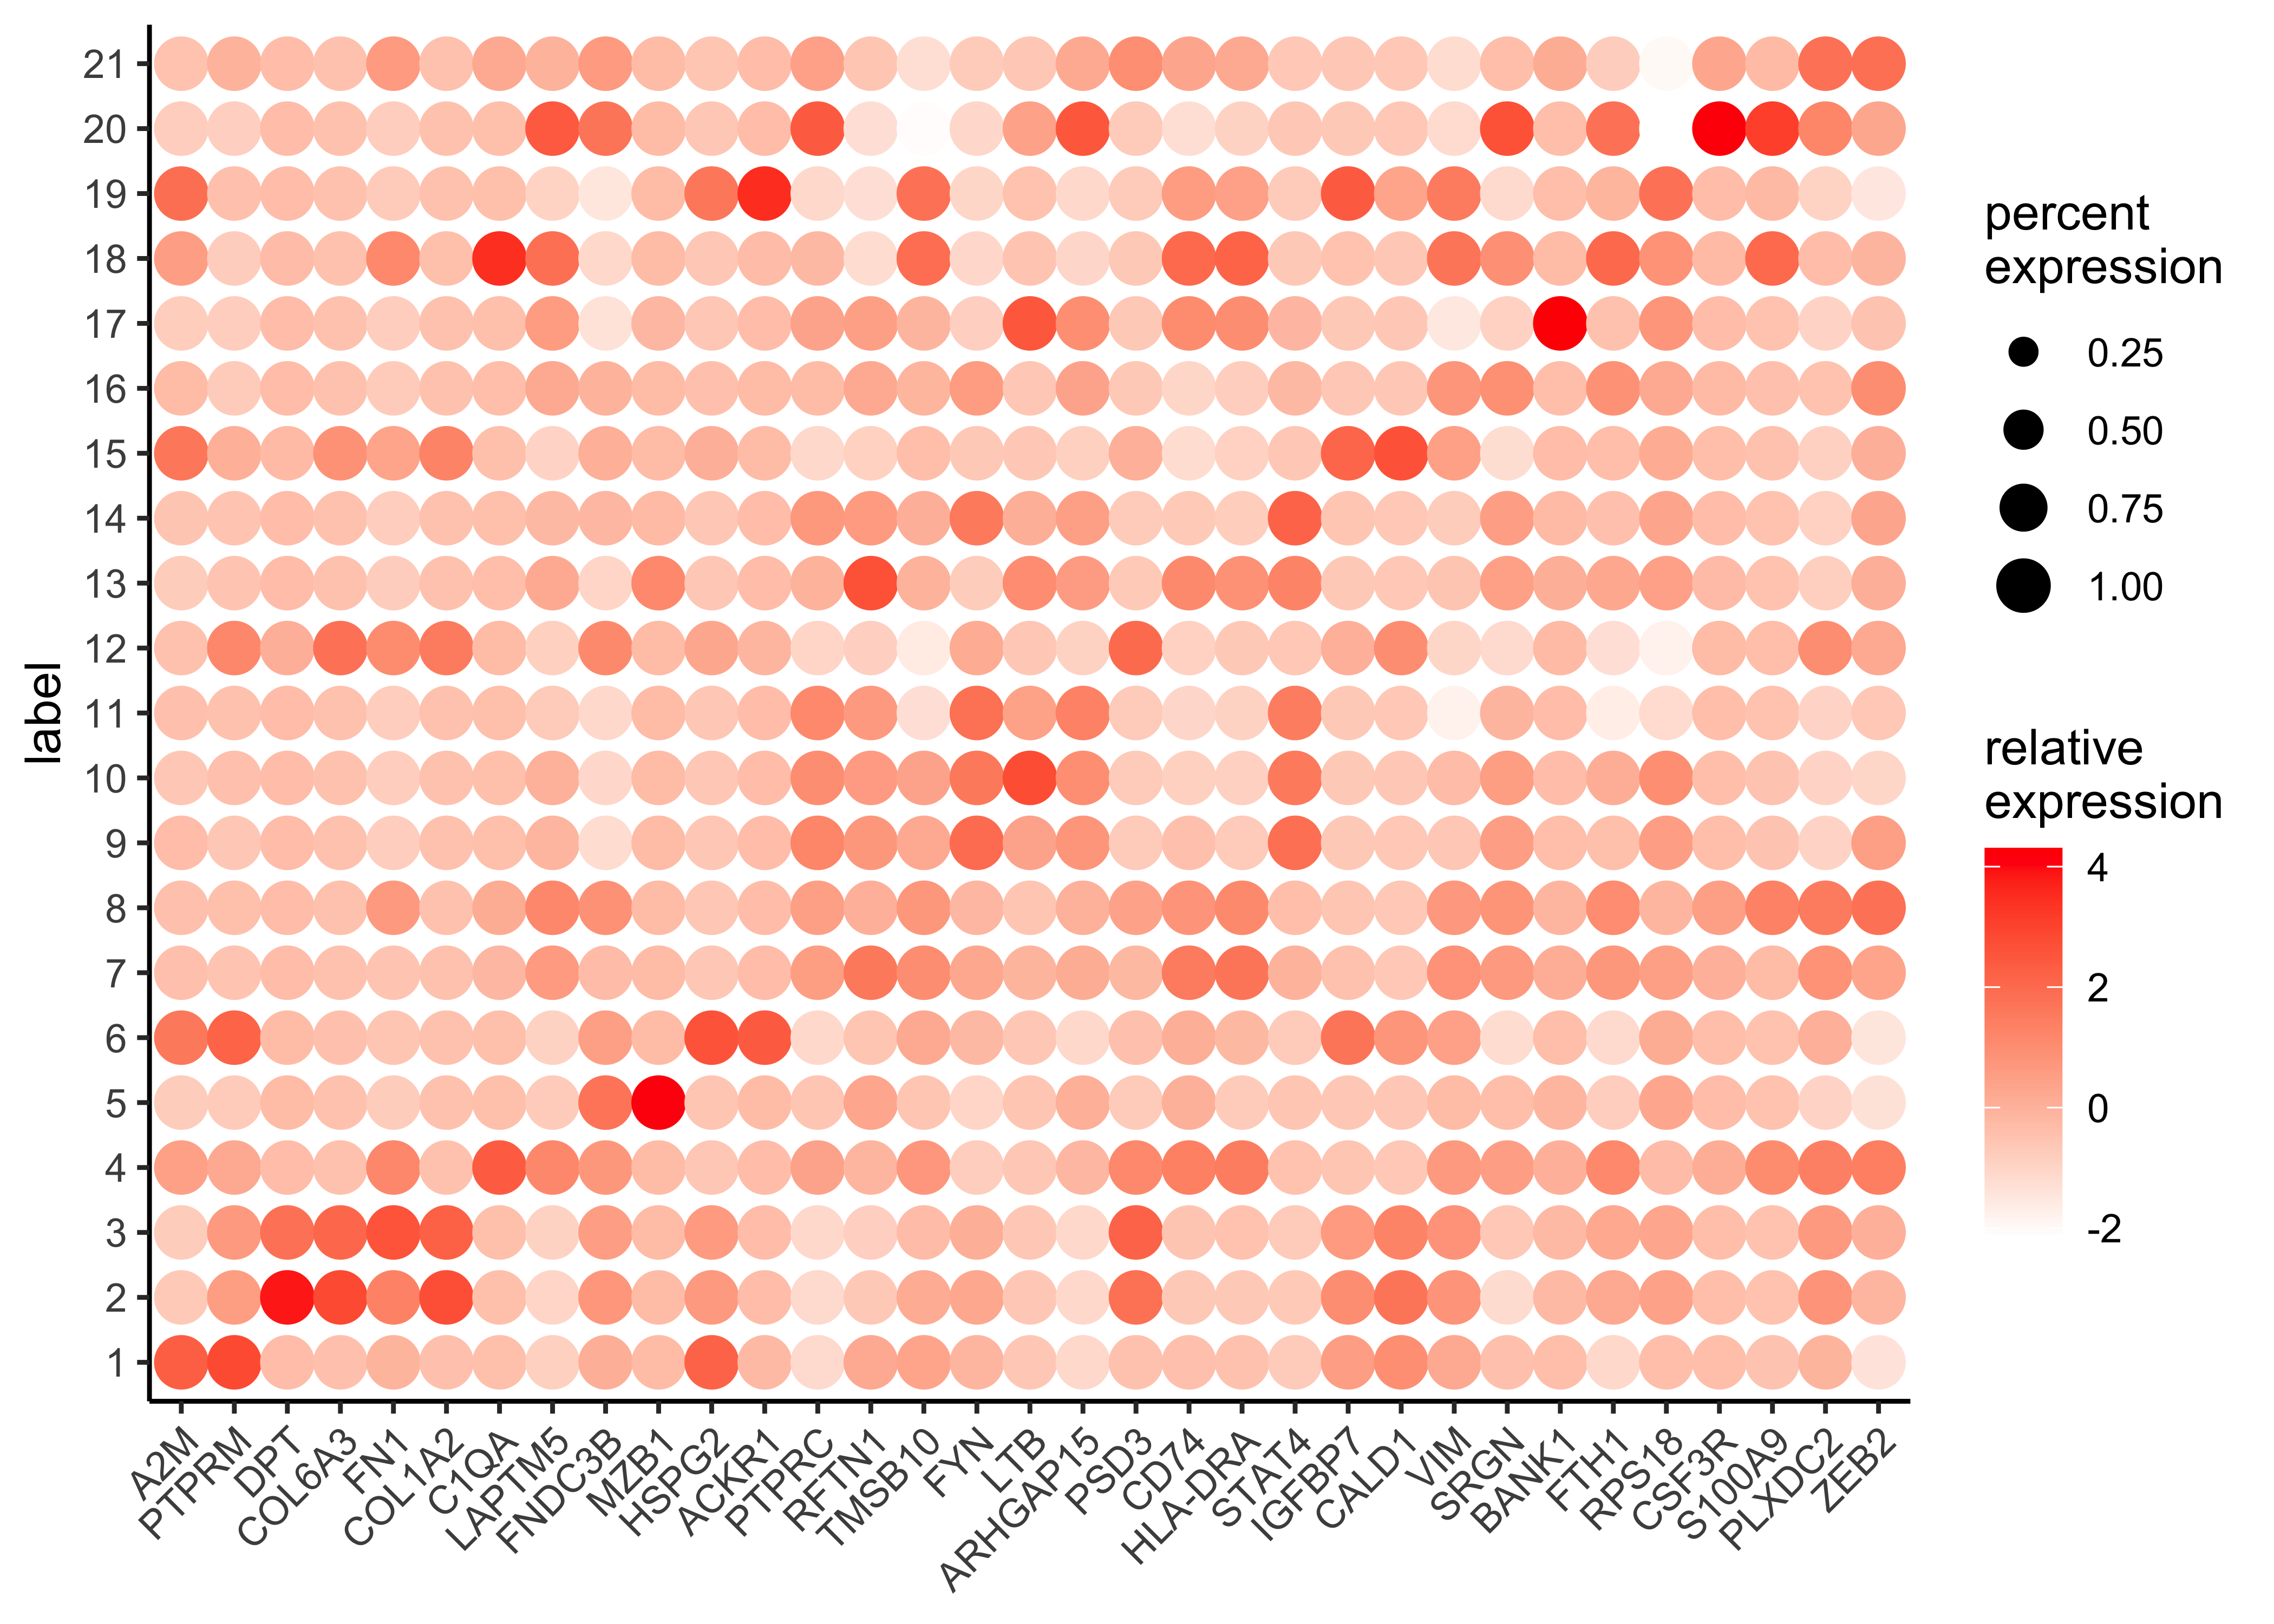 label
21
20
19
18
17
16
15
14
13
12
11
10
9
8
7
6
5
4
3
2
1
A2M
PTPRM
DPT
COL6A3
FN1
COL1A2
C1QA
LAPTM5
FNDC3B
MZB1
HSPG2
ACKR1
PTPRC
RFTN1
TMSB10
FYN
LTB
ARHGAP15
PSD3
CD74
HLA-DRA
STAT4
IGFBP7
CALD1
VIM
SRGN
BANK1
FTH1
RPS18
CSF3R
S100A9
PLXDC2
ZEB2
percent
expression
0.25
0.50
0.75
1.00
relative
expression
4
2
0
-2